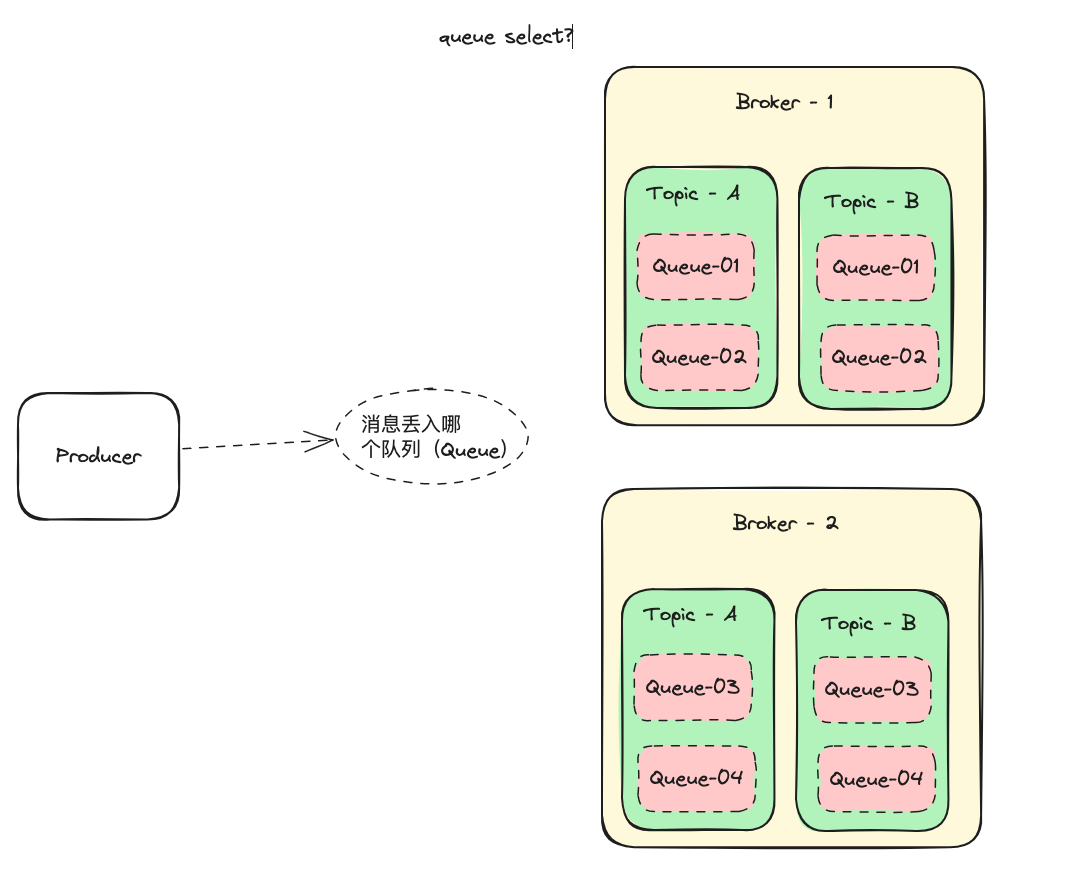 queue select?
Broker - 1
Topic - A
Queue-01
Queue-02
Topic - B
Queue-01
Queue-02
Producer
消息丢入哪
个队列（Queue）
Broker - 2
Topic - A
Queue-03
Queue-04
Topic - B
Queue-03
Queue-04